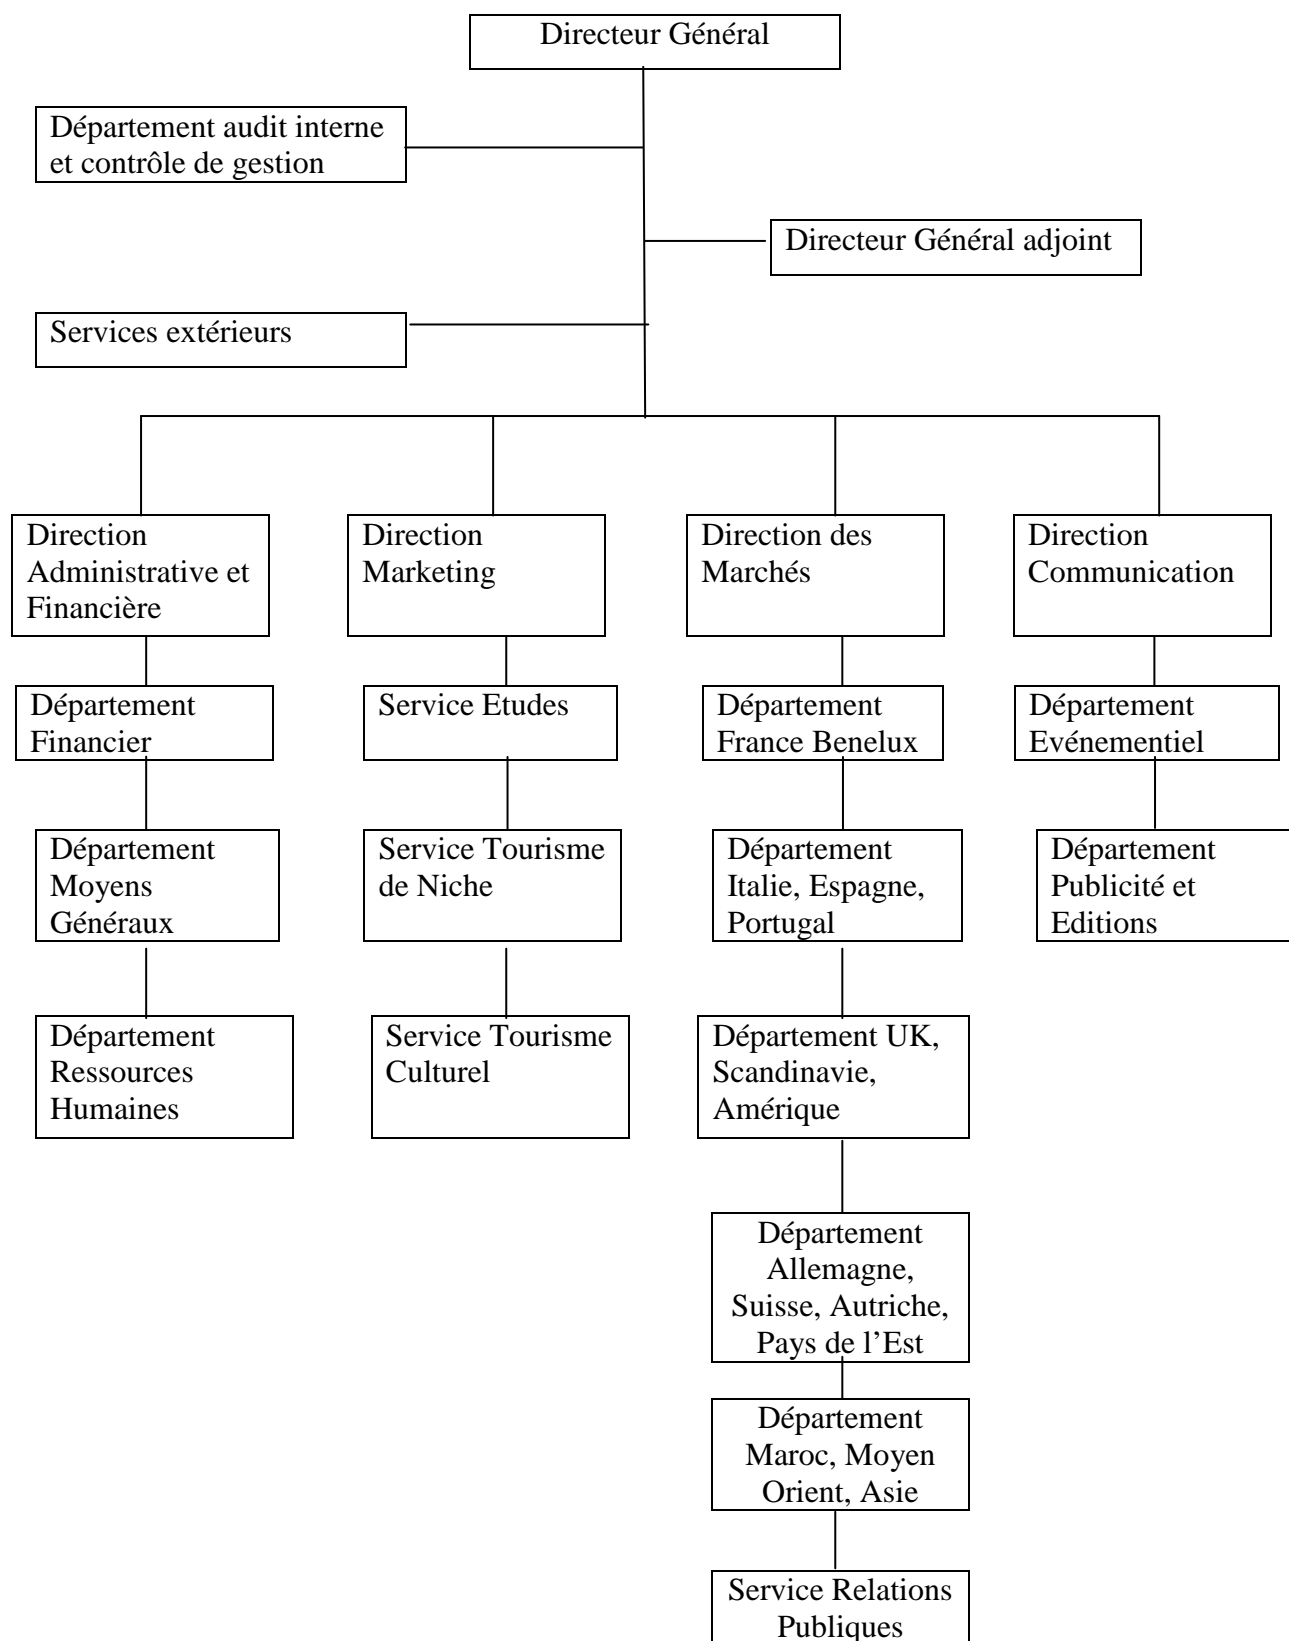 Directeur Général
Département audit interne
et contrôle de gestion
Directeur Général adjoint
Services extérieurs
Direction
Administrative et
Financière
Direction
Marketing
Direction des
Marchés
Direction
Communication
Département
Financier
Service Etudes
Département
France Benelux
Département
Evénementiel
Département
Moyens
Généraux
Service Tourisme
de Niche
Département
Italie, Espagne,
Portugal
Département
Publicité et
Editions
Département
Ressources
Humaines
Service Tourisme
Culturel
Département UK,
Scandinavie,
Amérique
Département
Allemagne,
Suisse, Autriche,
Pays de l’Est
Département
Maroc, Moyen
Orient, Asie
Service Relations
Publiques